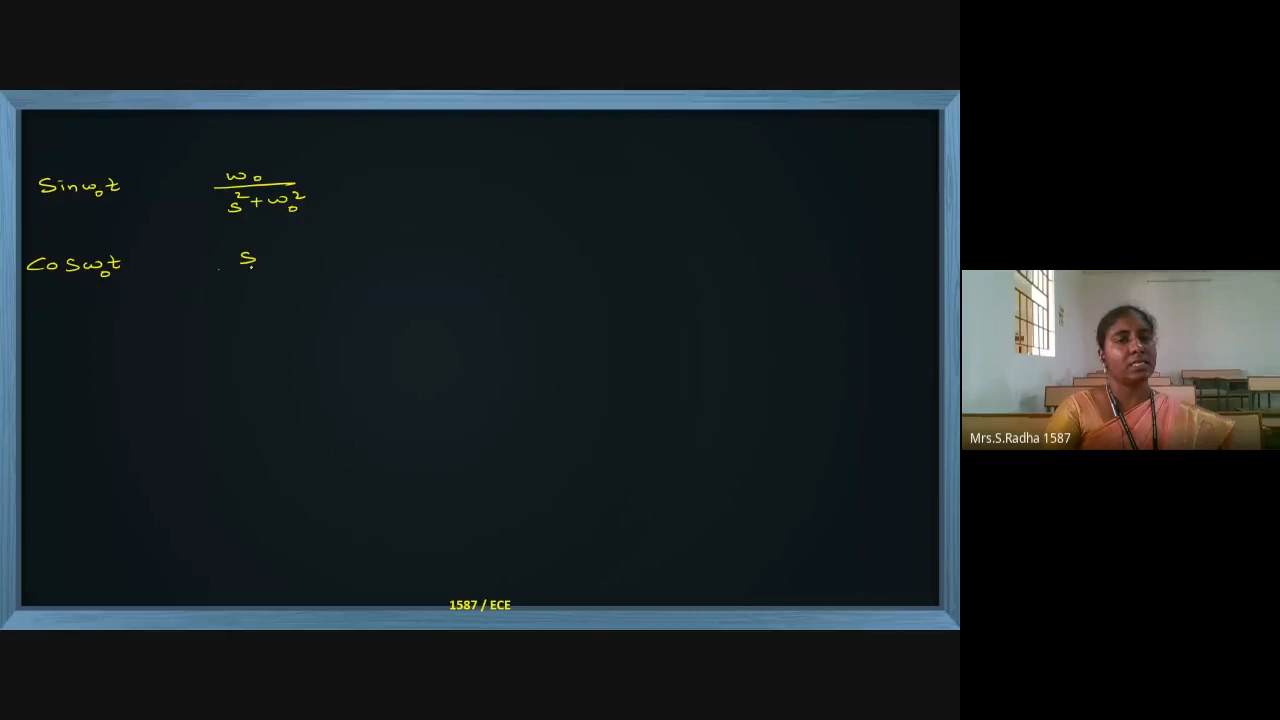 Sinω₀t  ω₀/(s²+ω₀²)
Cosω₀t  s
1587 / ECE
Mrs.S.Radha 1587